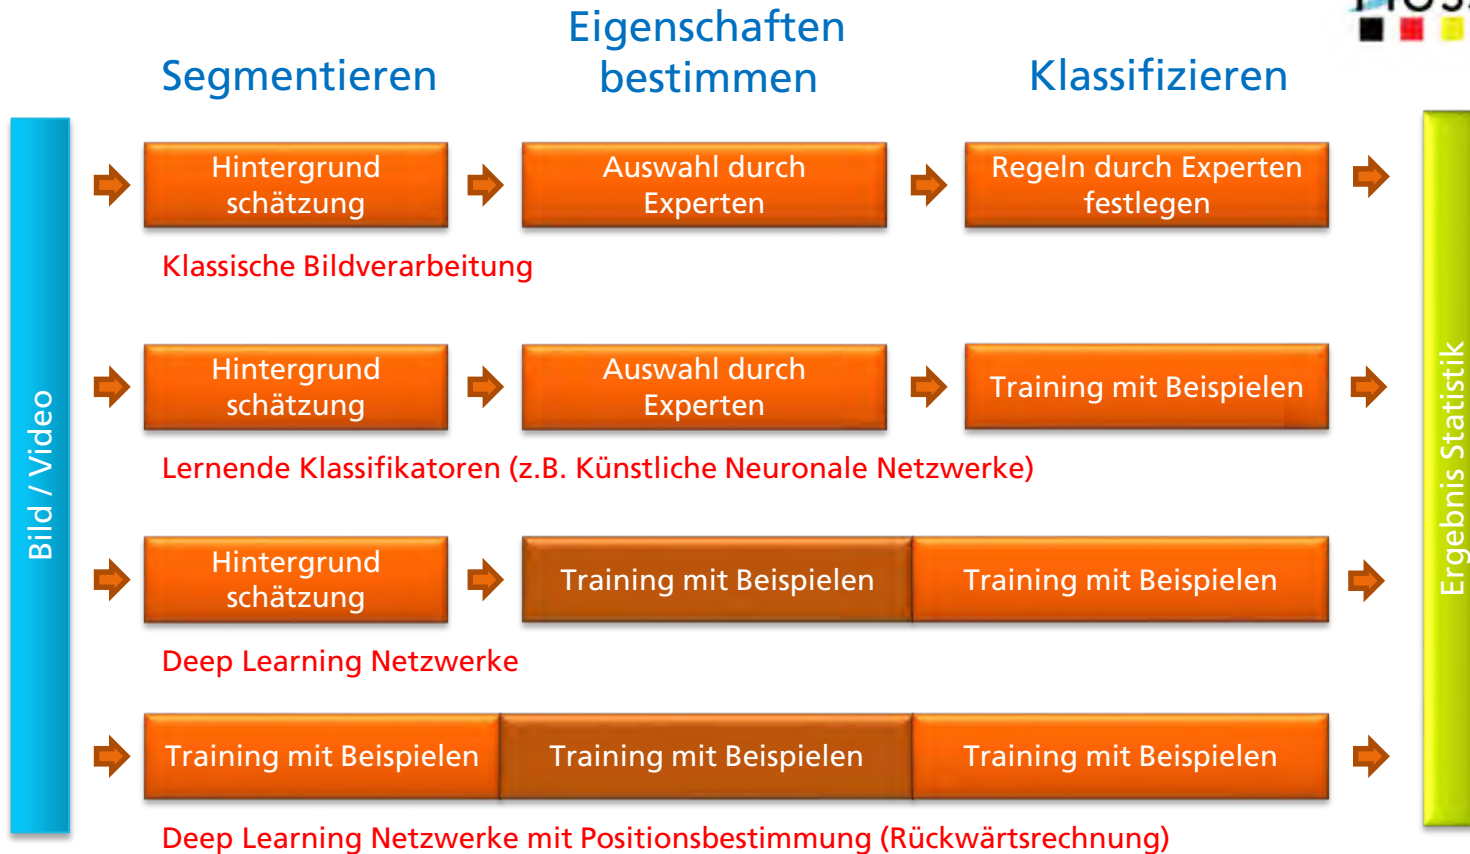 Segmentieren
Eigenschaften
bestimmen
Klassifizieren
Bild / Video
Hintergrund
schätzung
Auswahl durch
Experten
Regeln durch Experten
festlegen
Klassische Bildverarbeitung
Hintergrund
schätzung
Auswahl durch
Experten
Training mit Beispielen
Lernende Klassifikatoren (z.B. Künstliche Neuronale Netzwerke)
Hintergrund
schätzung
Training mit Beispielen
Training mit Beispielen
Deep Learning Netzwerke
Training mit Beispielen
Training mit Beispielen
Training mit Beispielen
Deep Learning Netzwerke mit Positionsbestimmung (Rückwärtsrechnung)
Ergebnis Statistik